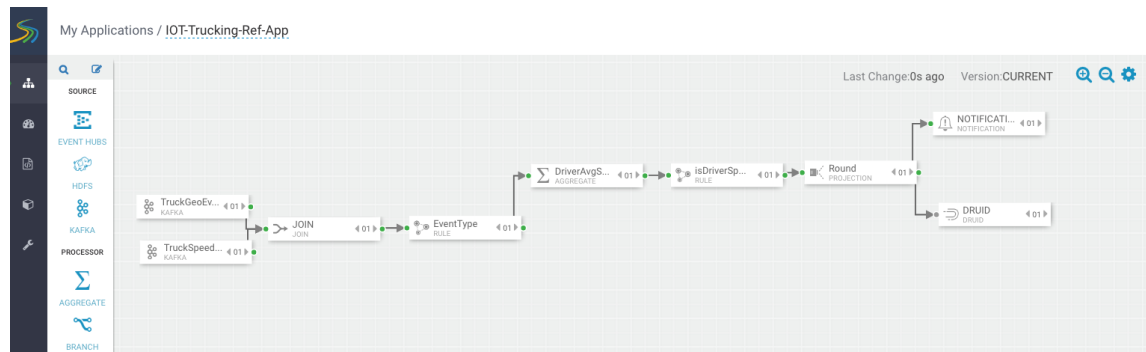 My Applications / IOT-Trucking-Ref-App
Last Change:0s ago Version:CURRENT
SOURCE
EVENT HUBS
HDFS
KAFKA
PROCESSOR
AGGREGATE
BRANCH
TruckGeoEv... 01
KAFKA
TruckSpeed... 01
KAFKA
JOIN 01
JOIN
EventType 01
RULE
DriverAvgS... 01
AGGREGATE
isDriverSp... 01
RULE
Round 01
PROJECTION
NOTIFICATI... 01
NOTIFICATION
DRUID 01
DRUID